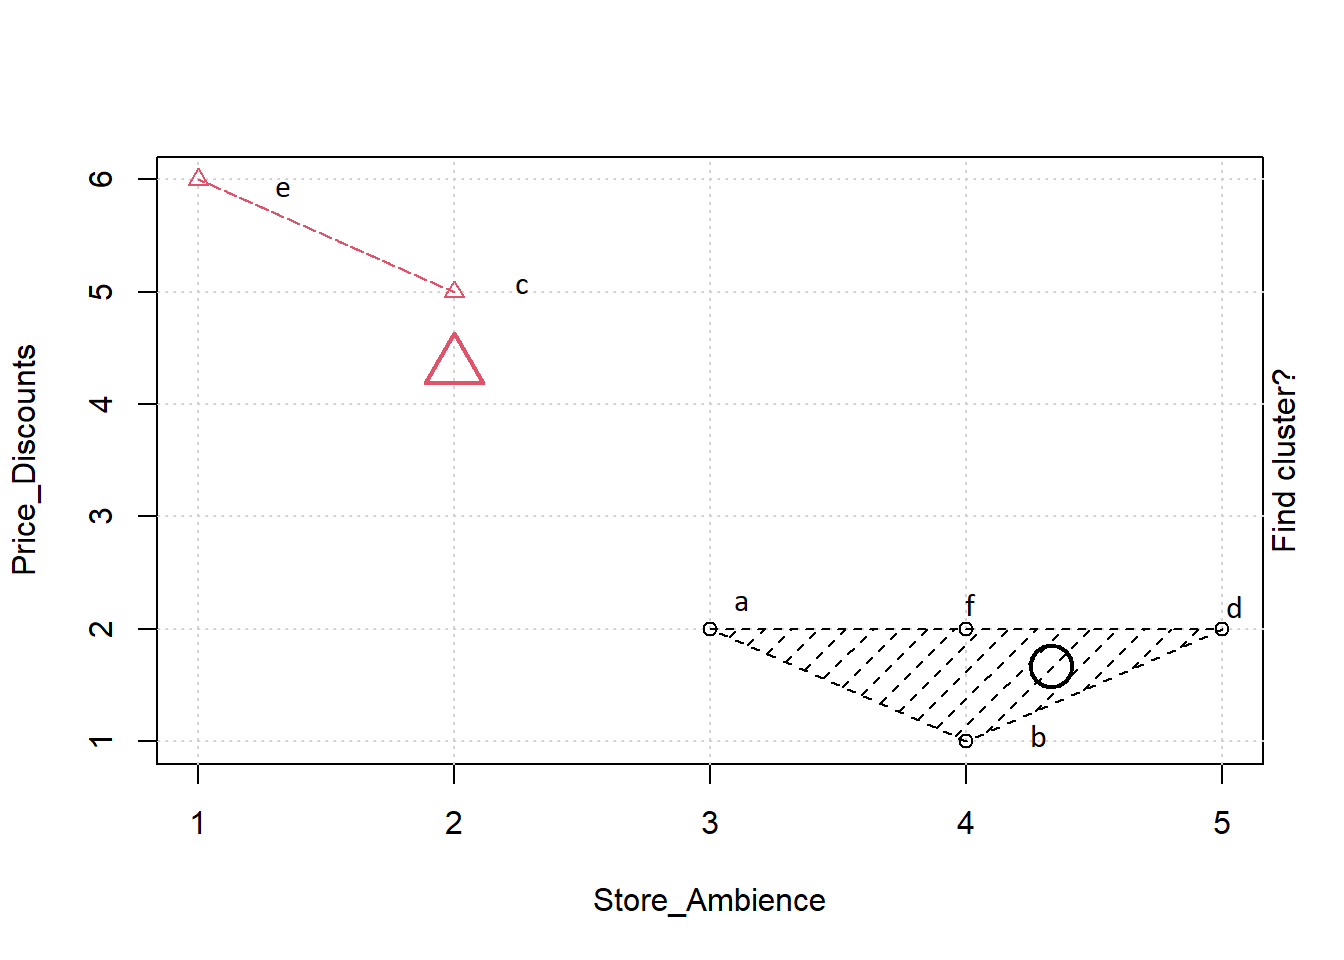 6
e
5
c
Price_Discounts
4
Find cluster?
3
a
f
d
2
b
1
1 2 3 4 5
Store_Ambience